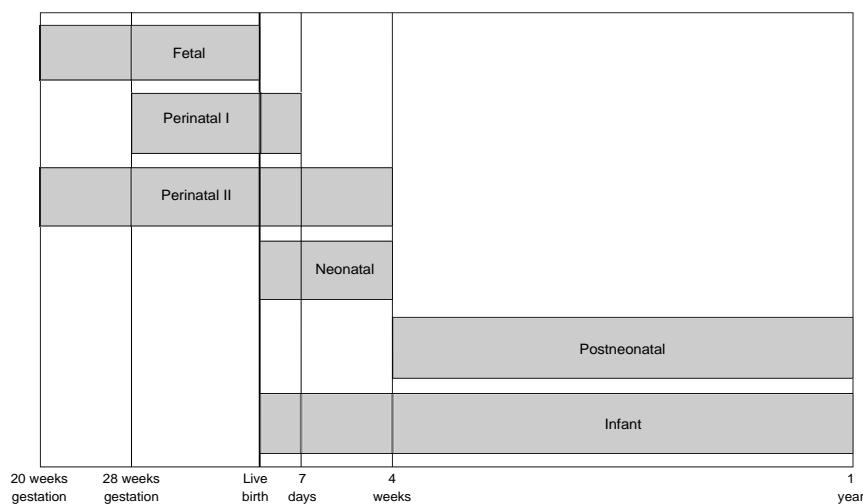 Fetal
Perinatal I
Perinatal II
Neonatal
Postneonatal
Infant
20 weeks 28 weeks Live 7 4 1
gestation gestation birth days weeks year